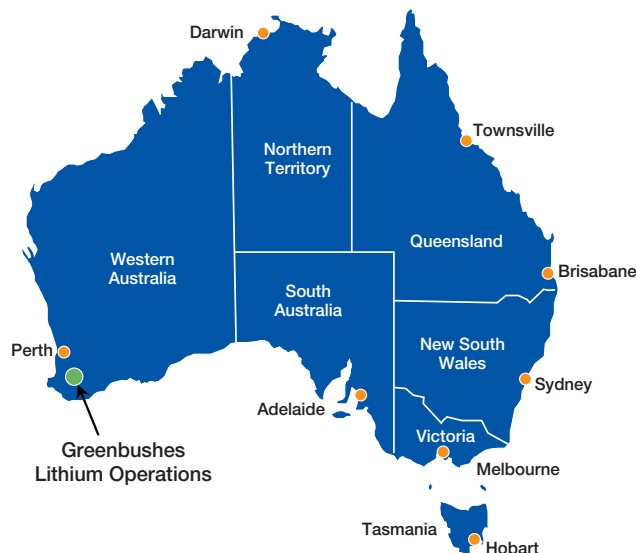 Darwin
Townsville
Northern
Territory
Queensland
Western
Australia
Brisabane
South
Australia
Perth
New South
Wales
Sydney
Adelaide
Greenbushes
Lithium Operations
Victoria
Melbourne
Tasmania
Hobart